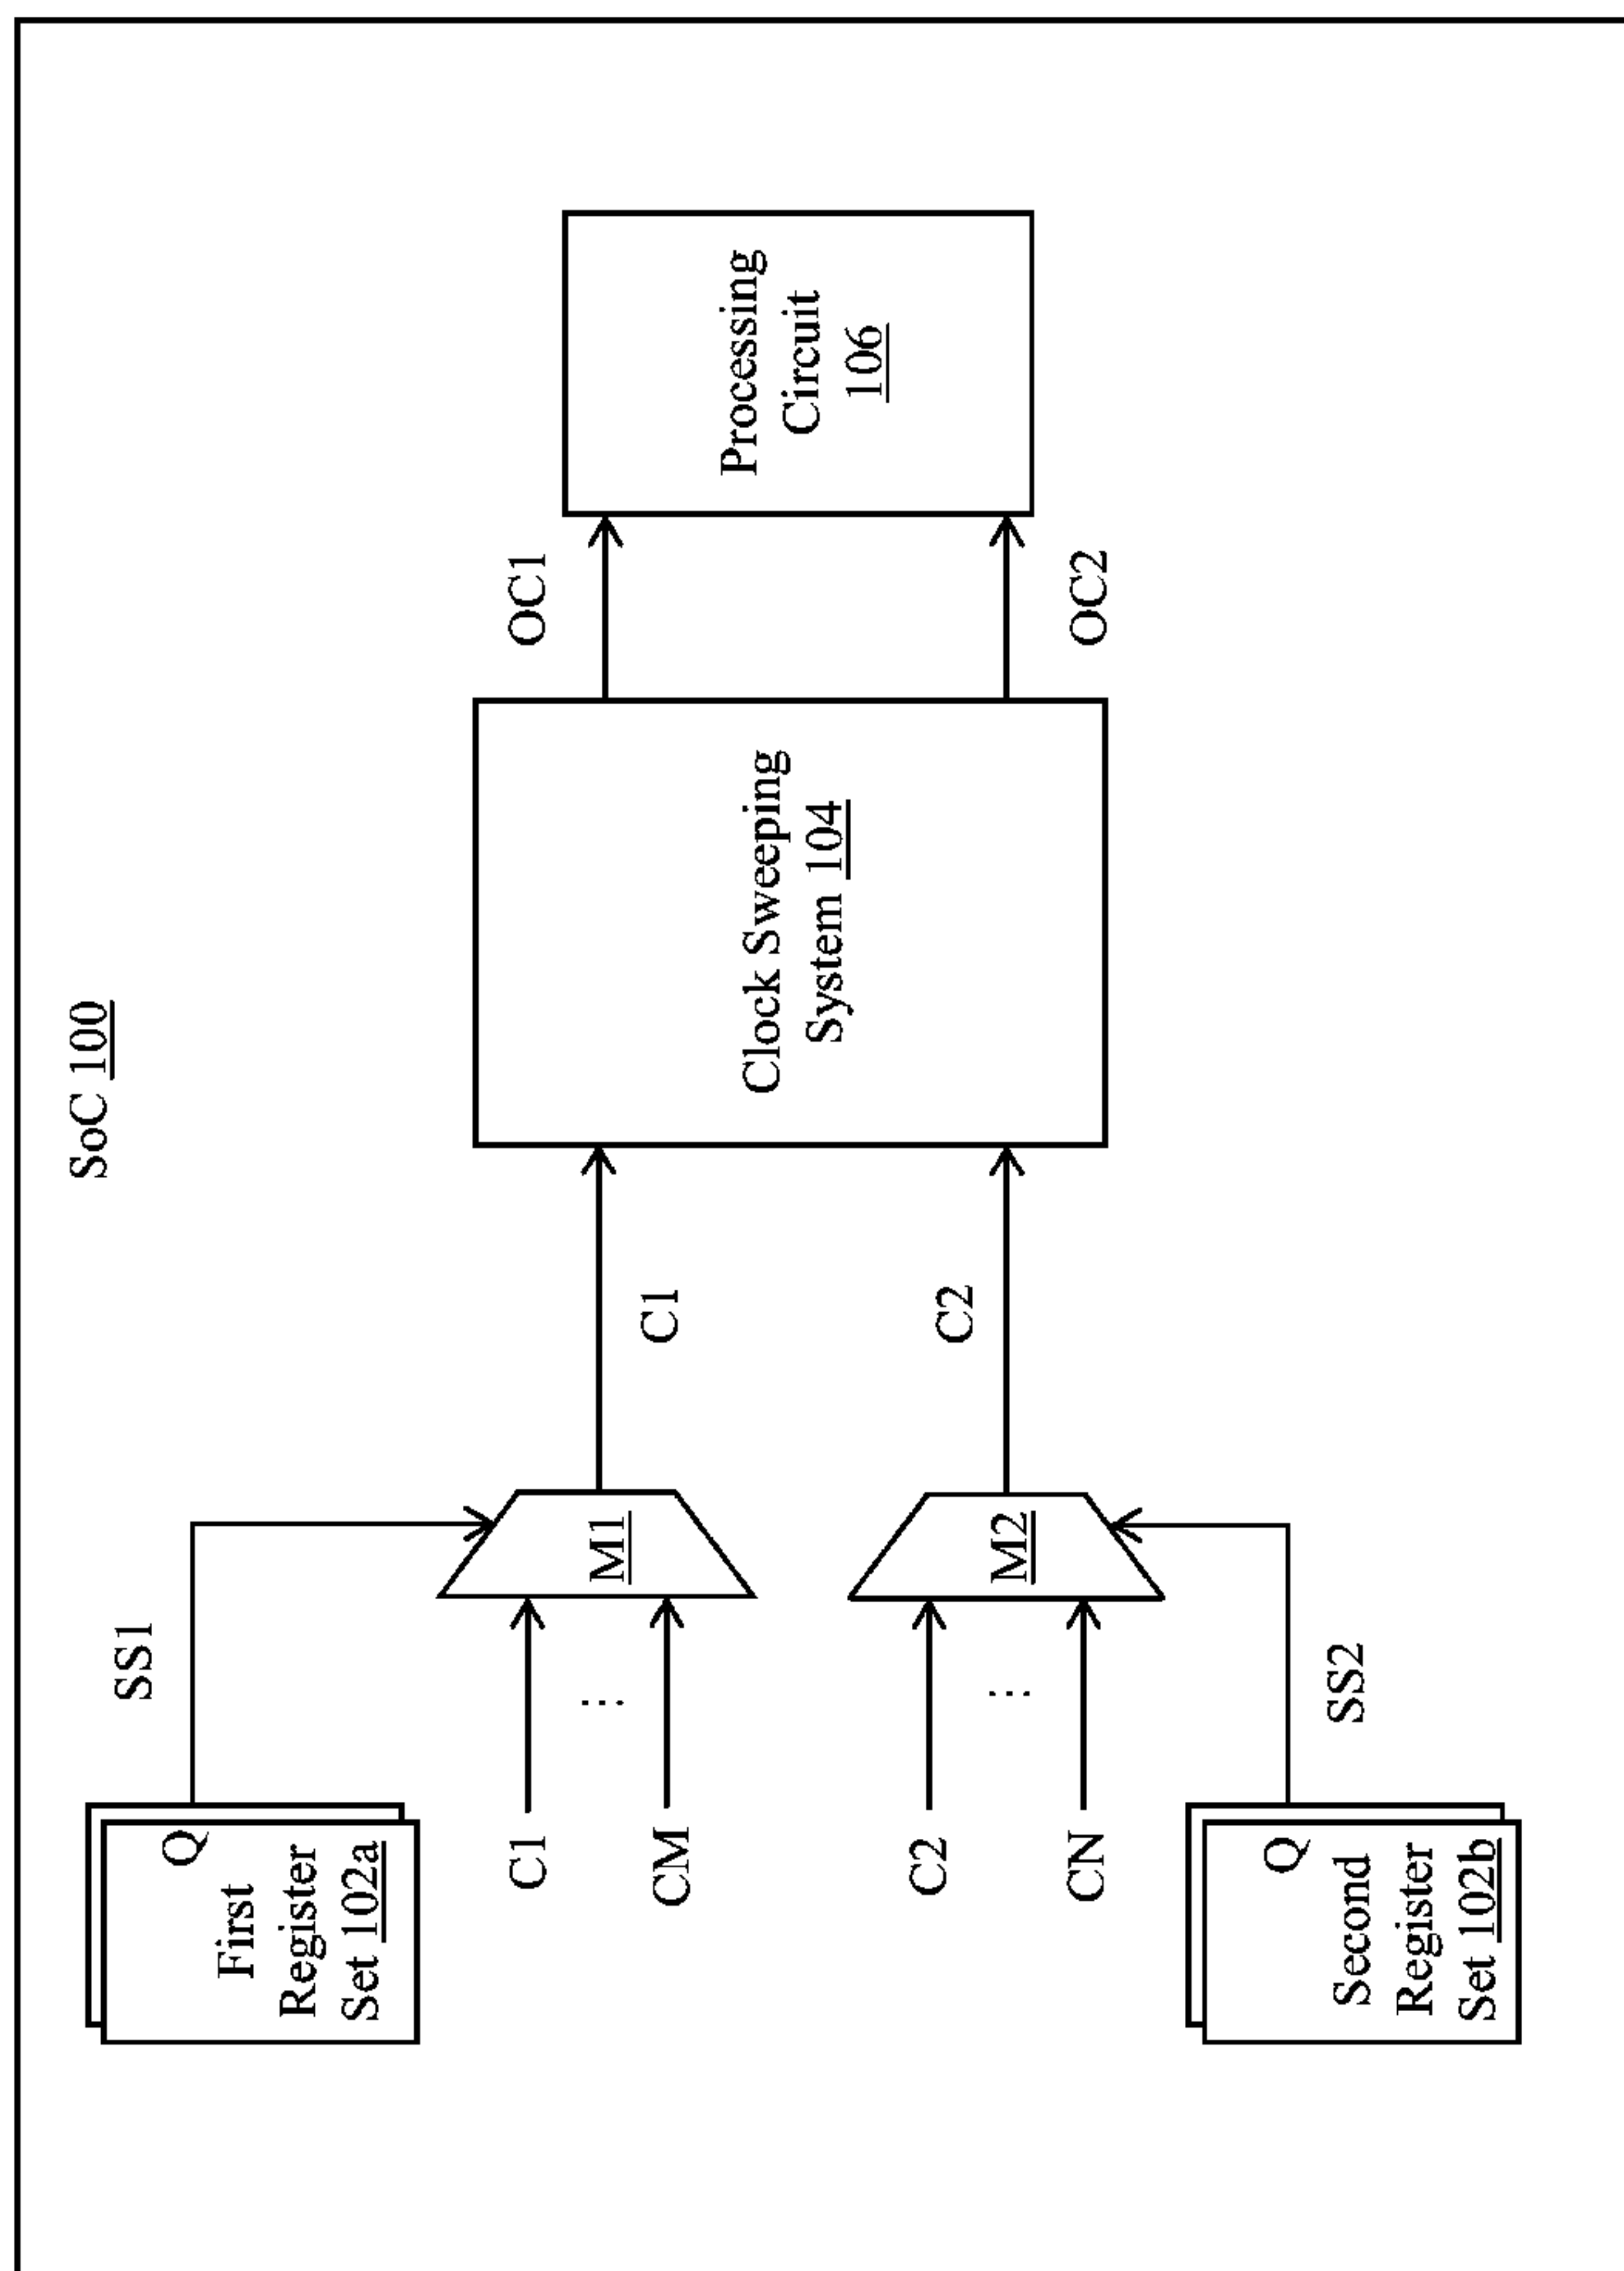 SoC 100
Q
First
Register
Set 102a
SS1
C1
⋮
CM
M1
C1
C2
⋮
CN
M2
C2
Q
Second
Register
Set 102b
SS2
Clock Sweeping
System 104
OC1
OC2
Processing
Circuit
106